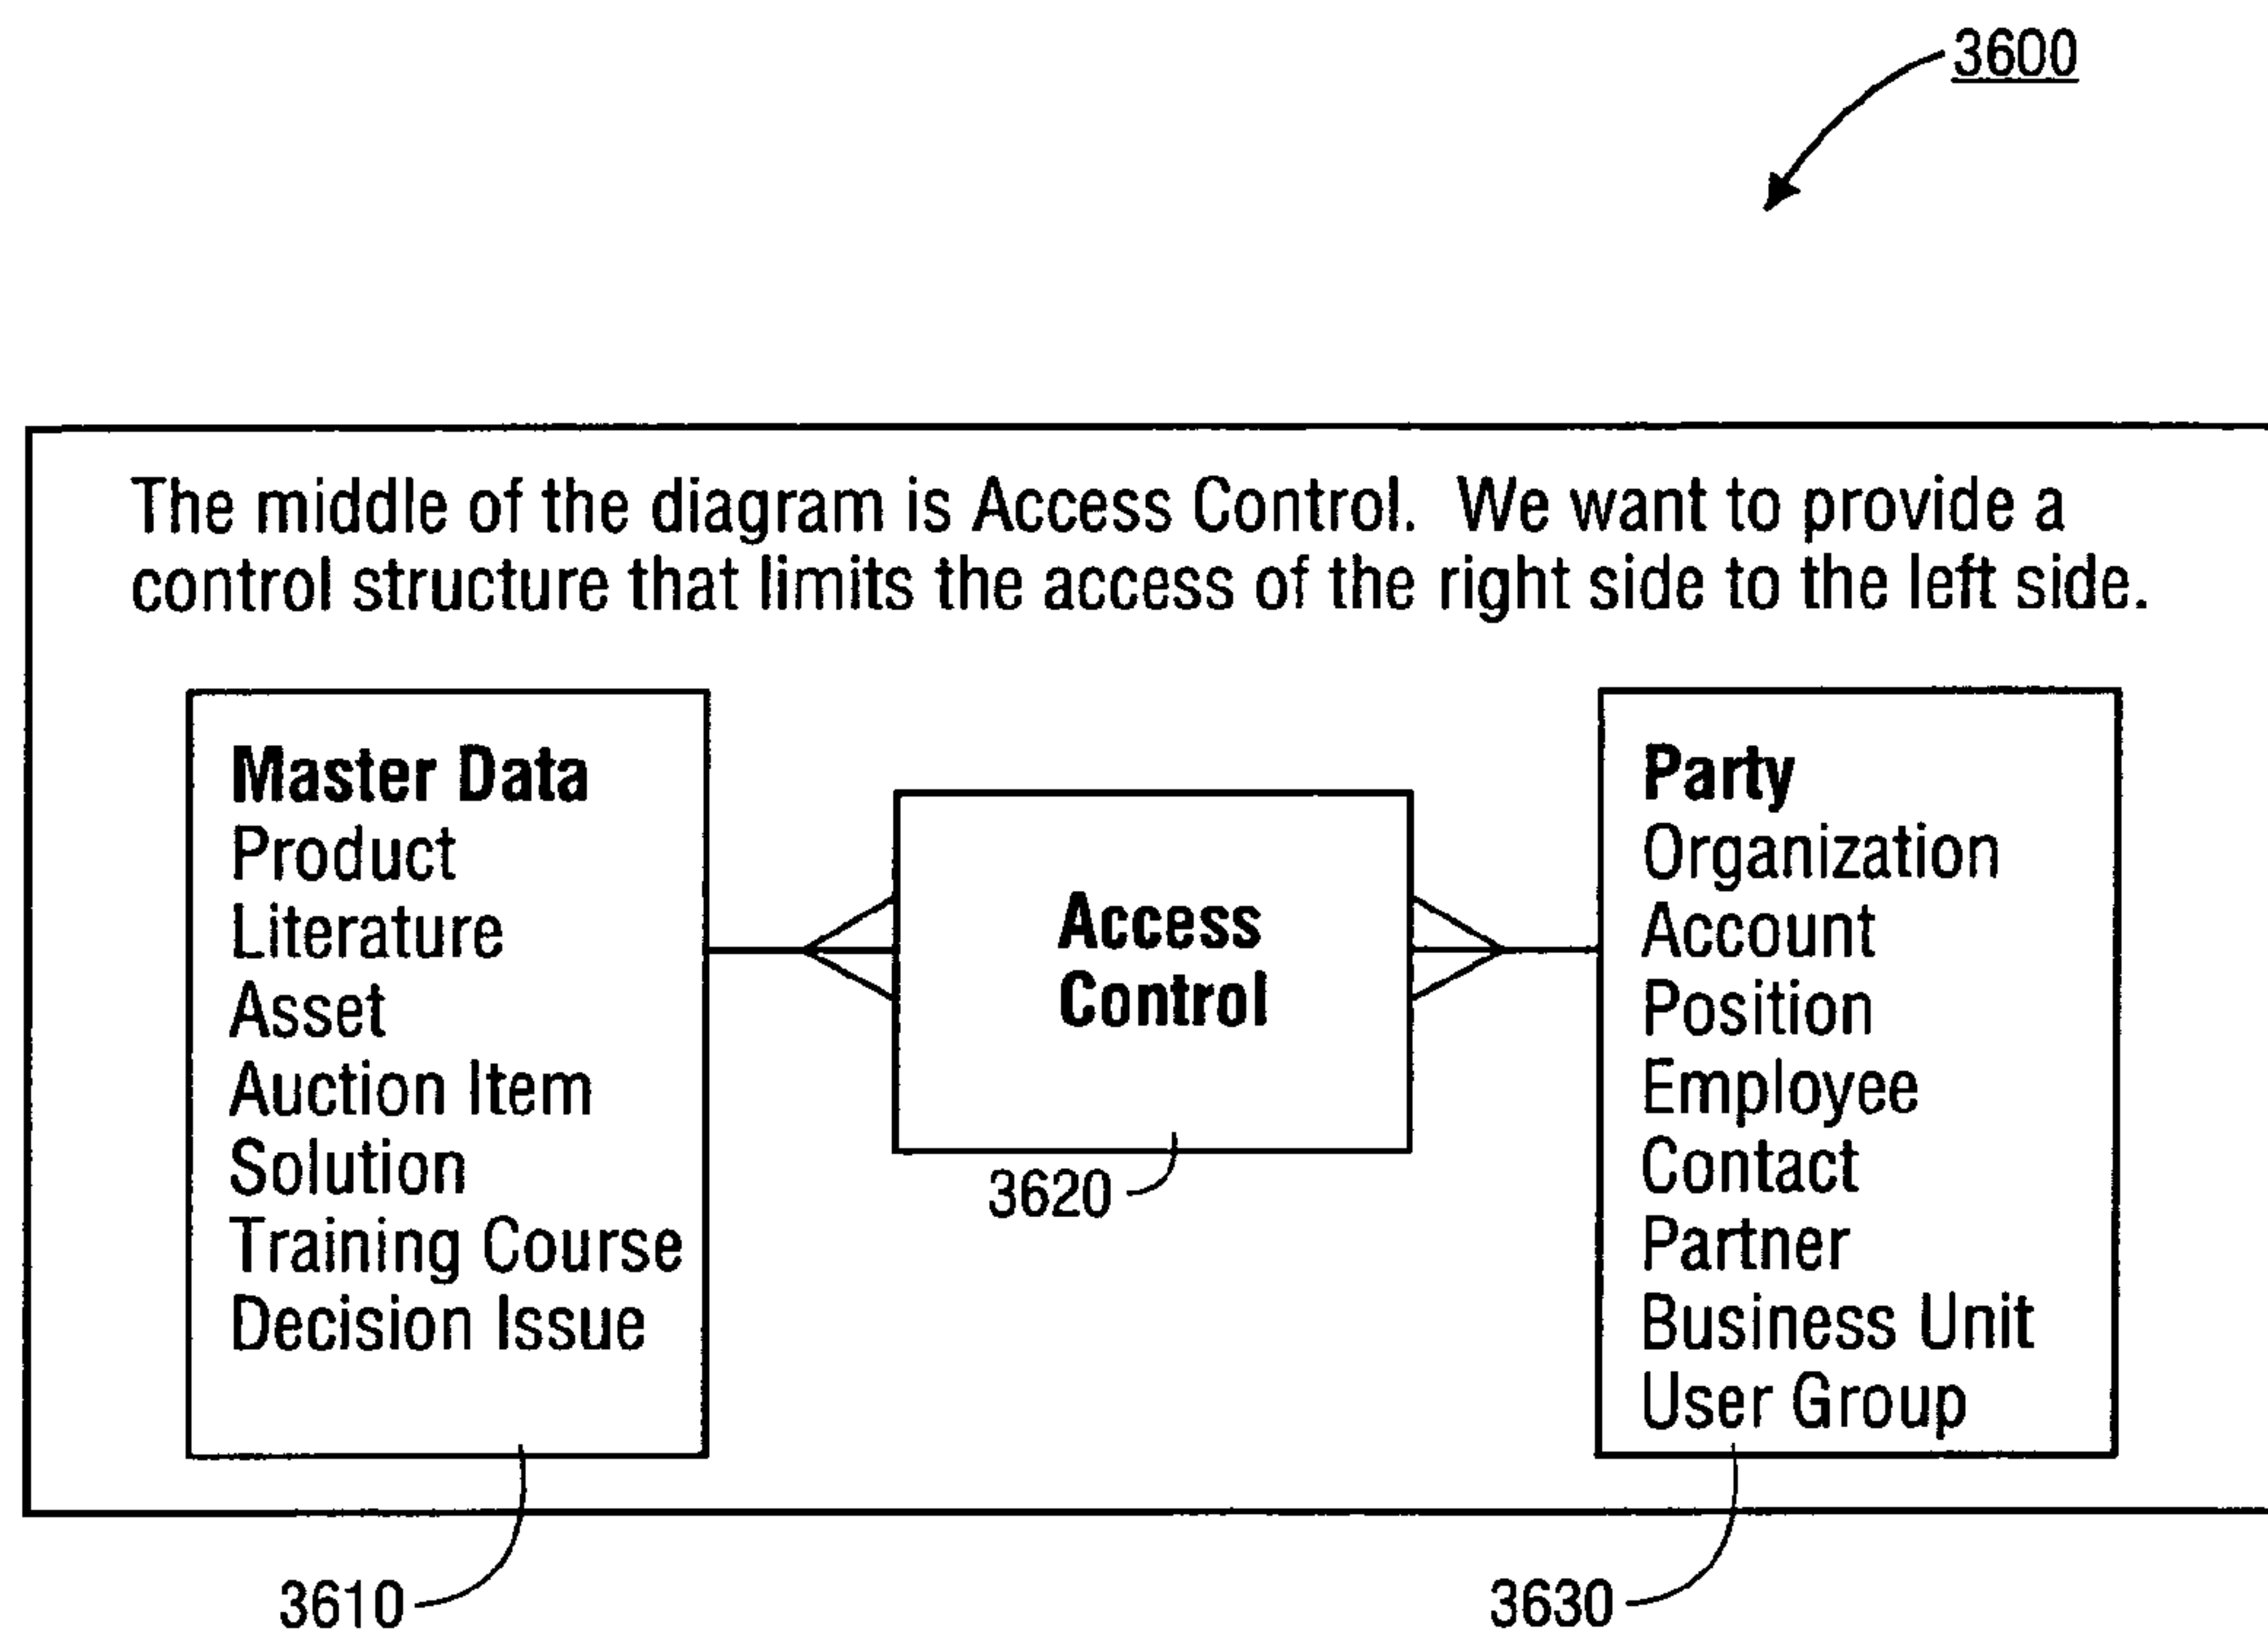 3600
The middle of the diagram is Access Control. We want to provide a
control structure that limits the access of the right side to the left side.
Master Data
Product
Literature
Asset
Auction Item
Solution
Training Course
Decision Issue
3610
Access
Control
3620
Party
Organization
Account
Position
Employee
Contact
Partner
Business Unit
User Group
3630